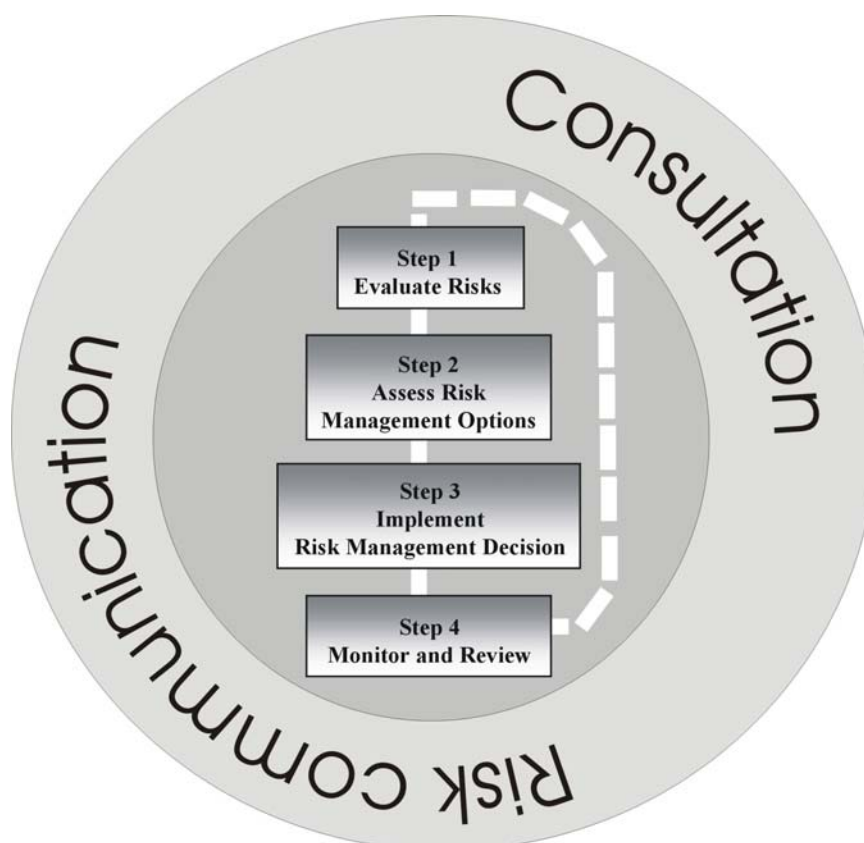 Consultation
Step 1
Evaluate Risks
Step 2
Assess Risk
Management Options
Step 3
Implement
Risk Management Decision
Step 4
Monitor and Review
Risk communication